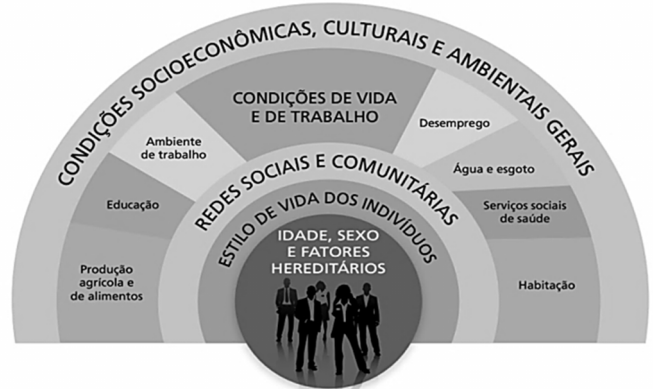 CONDIÇÕES SOCIOECONÔMICAS, CULTURAIS E AMBIENTAIS GERAIS
CONDIÇÕES DE VIDA
E DE TRABALHO
Ambiente
de trabalho
Desemprego
Educação
Água e esgoto
Produção
agrícola e
de alimentos
Serviços sociais
de saúde
Habitação
REDES SOCIAIS E COMUNITÁRIAS
ESTILO DE VIDA DOS INDIVÍDUOS
IDADE, SEXO
E FATORES
HEREDITÁRIOS